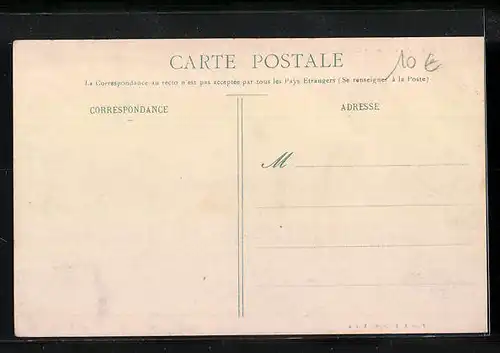 CARTE POSTALE
10 €
La Correspondance au recto n'est pas acceptée par tous les Pays Etrangers (Se renseigner à la Poste)
CORRESPONDANCE
ADRESSE
M